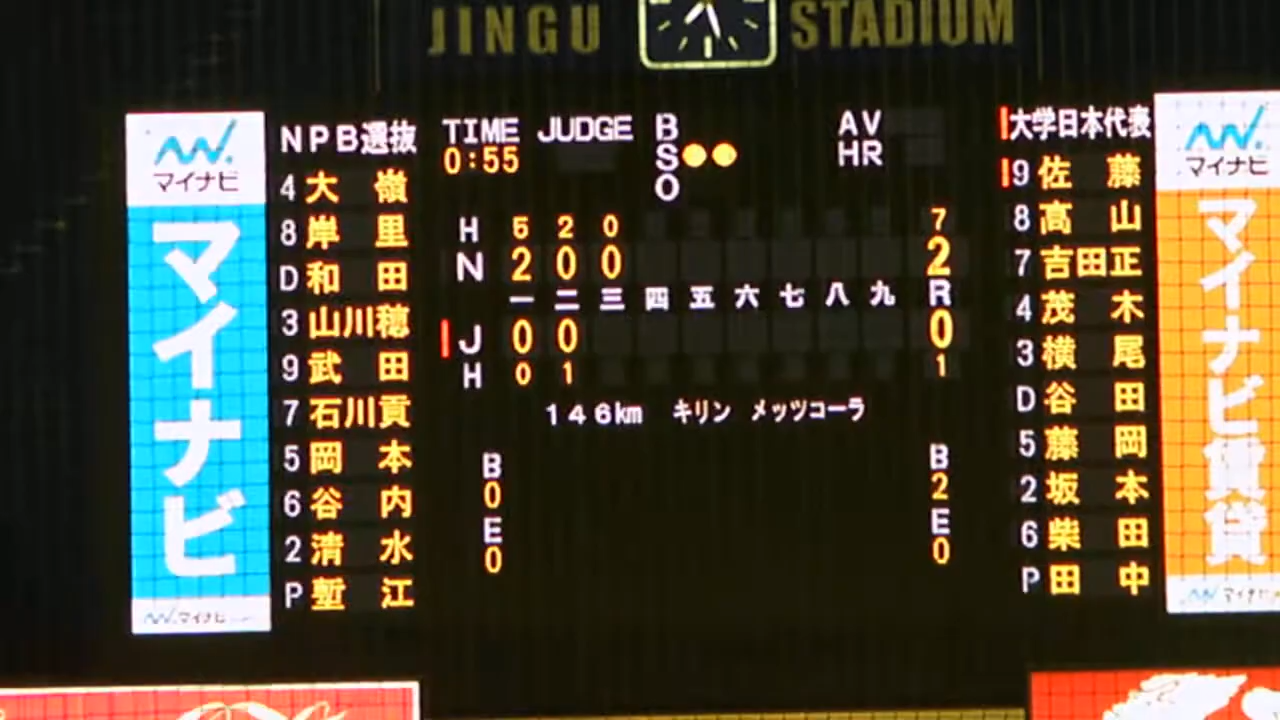 JINGU STADIUM
マイナビ
マイナビ
マイナビ
NPB選抜
4 大嶺
8 岸里
D 和田
3 山川穂
9 武田
7 石川貢
5 岡本
6 谷内
2 清水
P 塹江
TIME JUDGE
0:55
B
S
O
AV
HR
H 5 2 0 7
N 2 0 0 2
一 二 三 四 五 六 七 八 九 R
J 0 0 0
H 0 1 1
146km キリン メッツコーラ
B
0
E
0
B
2
E
0
大学日本代表
9 佐藤
8 高山
7 吉田正
4 茂木
3 横尾
D 谷田
5 藤岡
2 坂本
6 柴田
P 田中
マイナビ
マイナビ賃貸
マイナビ